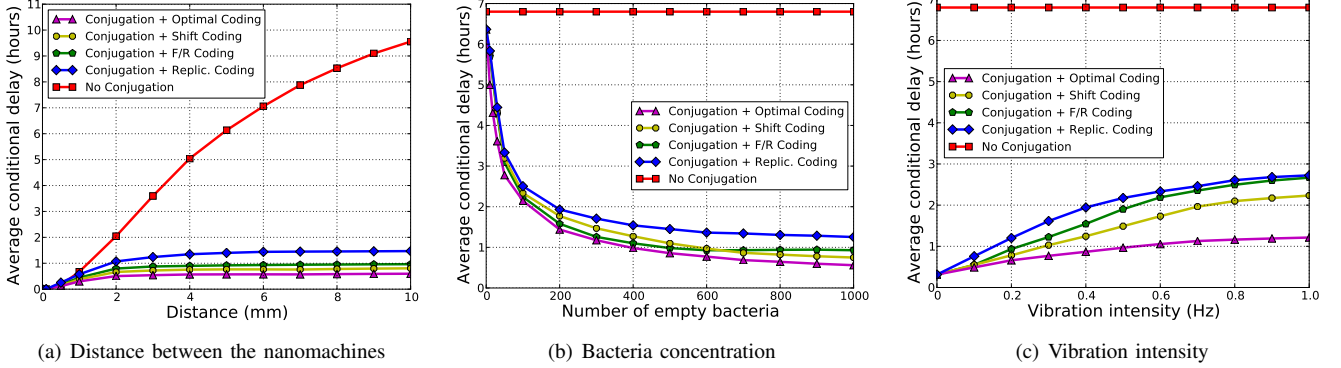 Average conditional delay (hours)
11
10
9
8
7
6
5
4
3
2
1
0
Conjugation + Optimal Coding
Conjugation + Shift Coding
Conjugation + F/R Coding
Conjugation + Replic. Coding
No Conjugation
0 2 4 6 8 10
Distance (mm)
(a) Distance between the nanomachines
Average conditional delay (hours)
7
6
5
4
3
2
1
0
Conjugation + Optimal Coding
Conjugation + Shift Coding
Conjugation + F/R Coding
Conjugation + Replic. Coding
No Conjugation
0 200 400 600 800 1000
Number of empty bacteria
(b) Bacteria concentration
Average conditional delay (hours)
7
6
5
4
3
2
1
0
Conjugation + Optimal Coding
Conjugation + Shift Coding
Conjugation + F/R Coding
Conjugation + Replic. Coding
No Conjugation
0 0.2 0.4 0.6 0.8 1.0
Vibration intensity (Hz)
(c) Vibration intensity